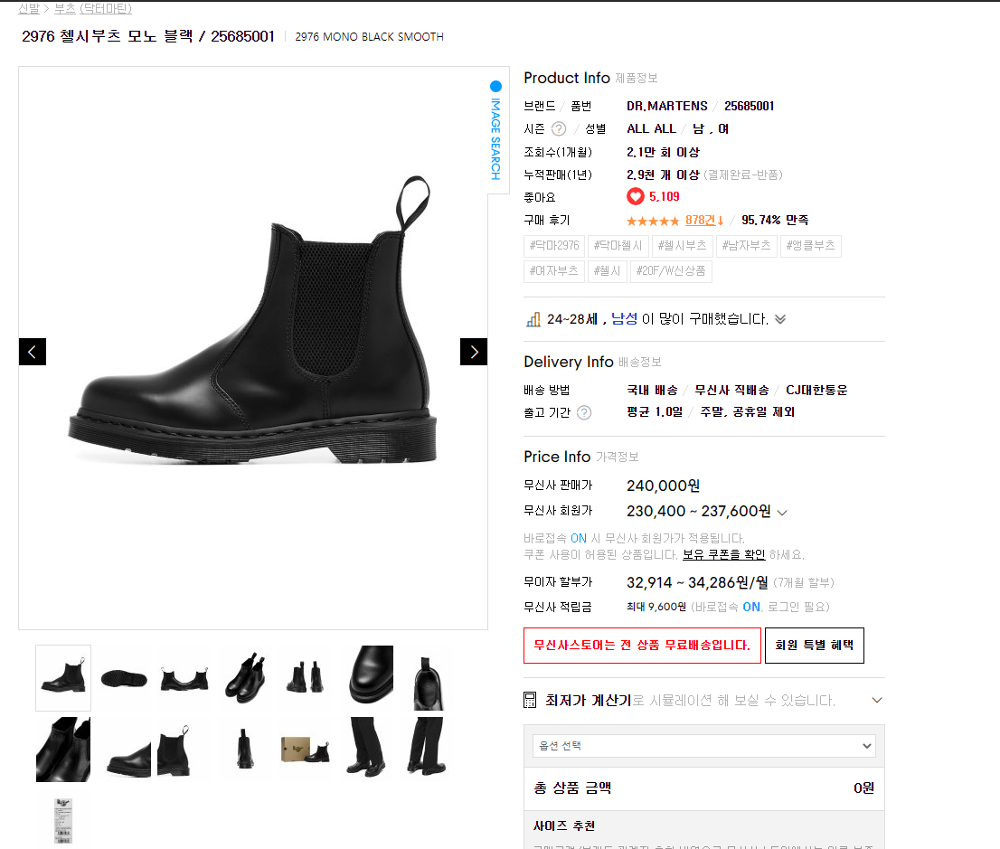 신발 > 부츠 (닥터마틴)
2976 첼시부츠 모노 블랙 / 25685001 | 2976 MONO BLACK SMOOTH
IMAGE SEARCH
Product Info 제품정보
브랜드 / 품번 DR.MARTENS / 25685001
시즌 ? / 성별 ALL ALL / 남 , 여
조회수(1개월) 2.1만 회 이상
누적판매(1년) 2.9천 개 이상 (결제완료-반품)
좋아요 5,109
구매 후기 ★★★★★ 878건↓ / 95.74% 만족
#닥마2976 #닥마첼시 #첼시부츠 #남자부츠 #앵클부츠
#여자부츠 #첼시 #20F/W신상품
24~28세 , 남성 이 많이 구매했습니다.
Delivery Info 배송정보
배송 방법 국내 배송 / 무신사 직배송 / CJ대한통운
출고 기간 ? 평균 1.0일 / 주말, 공휴일 제외
Price Info 가격정보
무신사 판매가 240,000원
무신사 회원가 230,400 ~ 237,600원
바로접속 ON 시 무신사 회원가가 적용됩니다.
쿠폰 사용이 허용된 상품입니다. 보유 쿠폰을 확인 하세요.
무이자 할부가 32,914 ~ 34,286원/월 (7개월 할부)
무신사 적립금 최대 9,600원 (바로접속 ON, 로그인 필요)
무신사스토어는 전 상품 무료배송입니다. 회원 특별 혜택
최저가 계산기로 시뮬레이션 해 보실 수 있습니다.
옵션 선택
총 상품 금액 0원
사이즈 추천